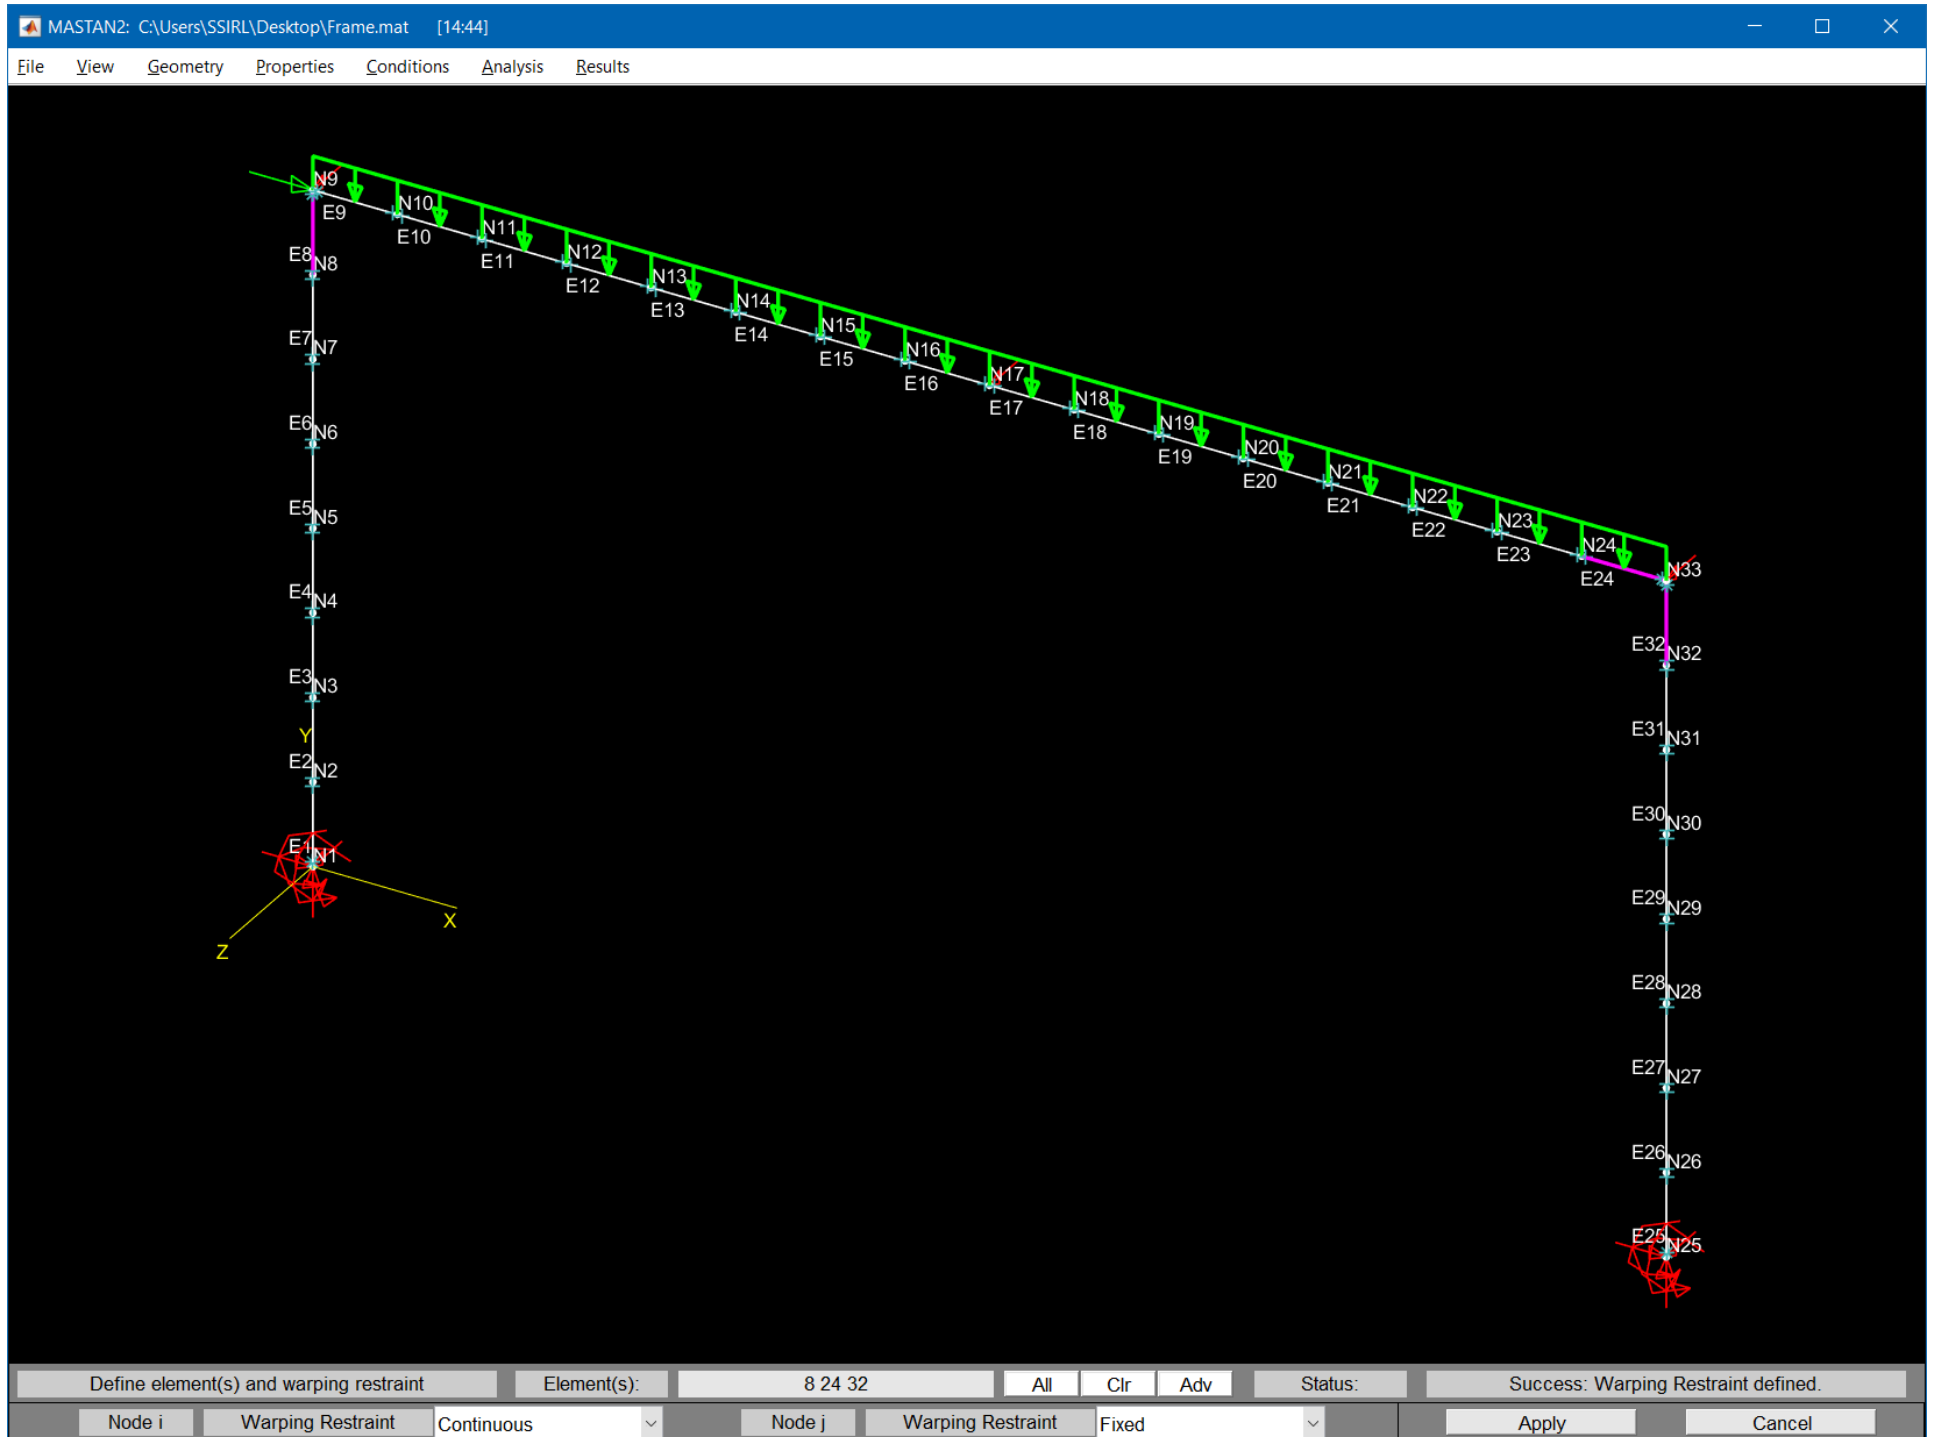 MASTAN2: C:\Users\SSIRL\Desktop\Frame.mat [14:44]
File View Geometry Properties Conditions Analysis Results
N9
E9
N10
E10
N11
E11
N12
E12
N13
E13
N14
E14
N15
E15
N16
E16
N17
E17
N18
E18
N19
E19
N20
E20
N21
E21
N22
E22
N23
E23
N24
E24
N33
E8 N8
E7 N7
E6 N6
E5 N5
E4 N4
E3 N3
Y
E2 N2
E1 N1
X
Z
E32 N32
E31 N31
E30 N30
E29 N29
E28 N28
E27 N27
E26 N26
E25 N25
Define element(s) and warping restraint Element(s): 8 24 32 All Clr Adv Status: Success: Warping Restraint defined.
Node i Warping Restraint Continuous Node j Warping Restraint Fixed Apply Cancel